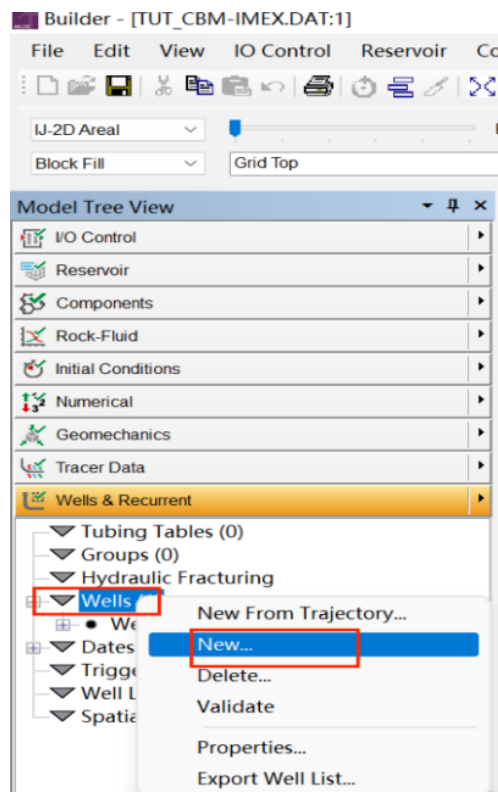 Builder - [TUT_CBM-IMEX.DAT:1]
File Edit View IO Control Reservoir
IJ-2D Areal
Block Fill
Grid Top
Model Tree View
I/O Control
Reservoir
Components
Rock-Fluid
Initial Conditions
Numerical
Geomechanics
Tracer Data
Wells & Recurrent
Tubing Tables (0)
Groups (0)
Hydraulic Fracturing
Wells
New From Trajectory...
New...
Dates
Delete...
Validate
Properties...
Export Well List...